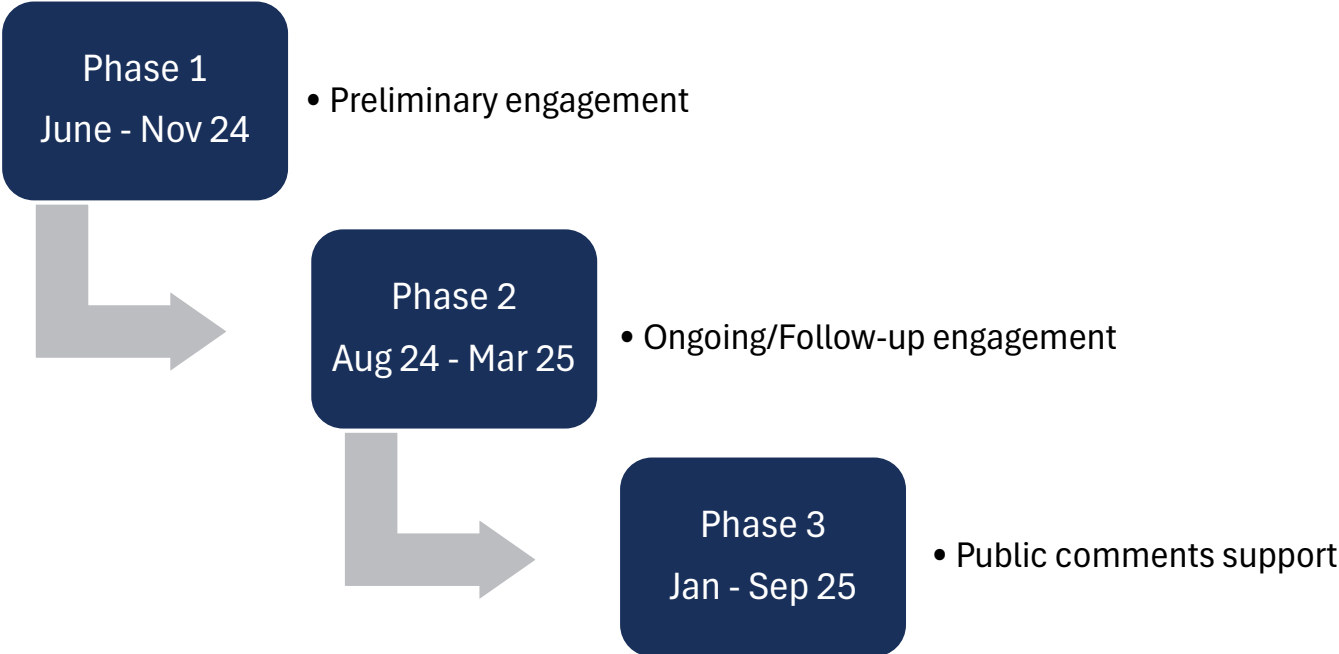 Phase 1
June - Nov 24
• Preliminary engagement
Phase 2
Aug 24 - Mar 25
• Ongoing/Follow-up engagement
Phase 3
Jan - Sep 25
• Public comments support